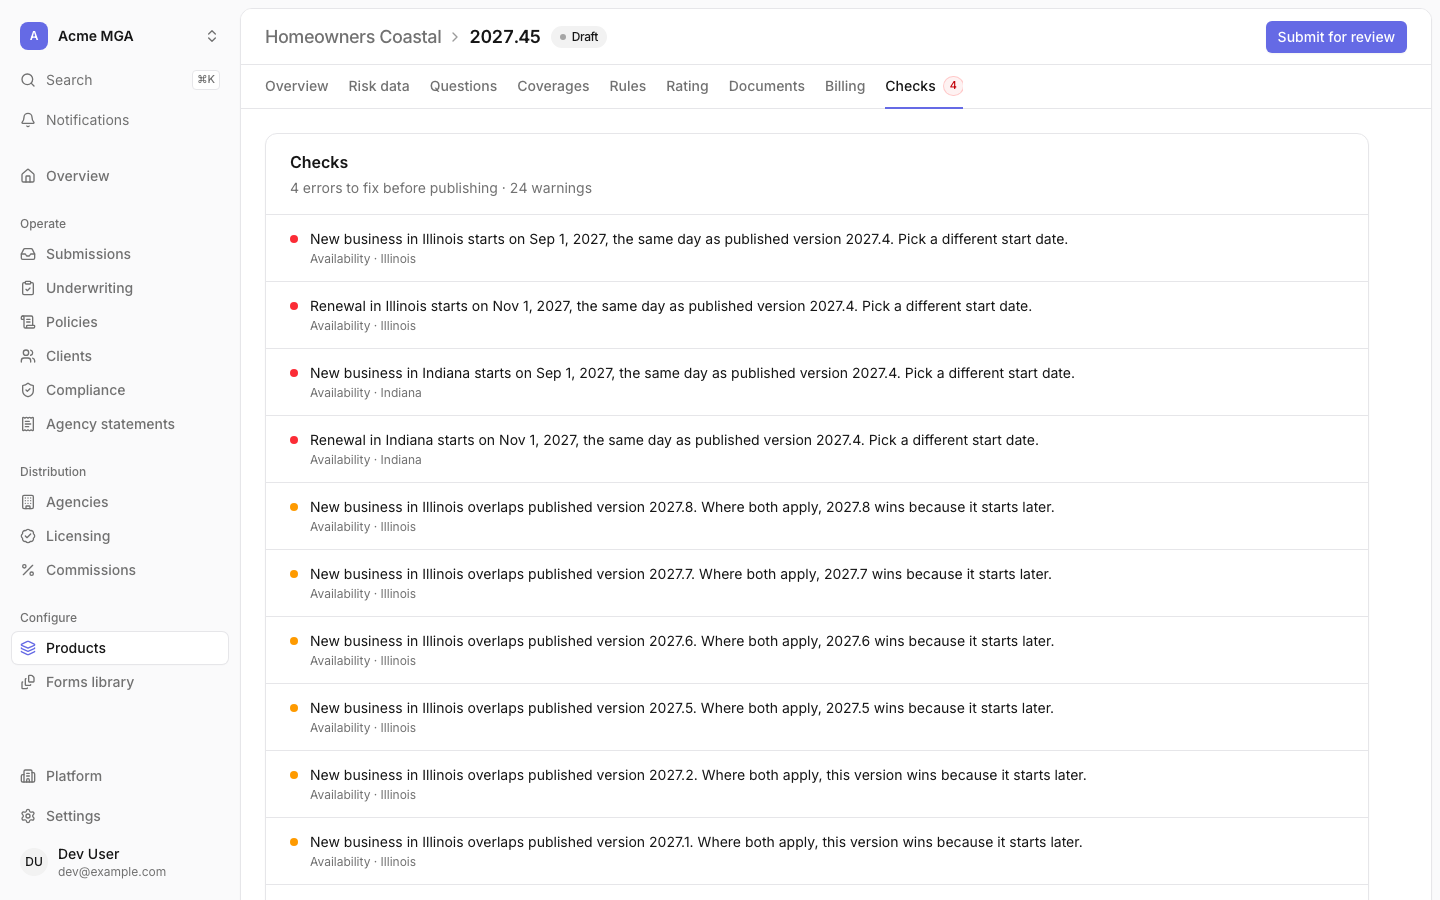 A
Acme MGA
Search
⌘K
Notifications
Overview
Operate
Submissions
Underwriting
Policies
Clients
Compliance
Agency statements
Distribution
Agencies
Licensing
Commissions
Configure
Products
Forms library
Platform
Settings
DU
Dev User
dev@example.com
Homeowners Coastal > 2027.45 Draft
Submit for review
Overview Risk data Questions Coverages Rules Rating Documents Billing Checks 4
Checks
4 errors to fix before publishing · 24 warnings
New business in Illinois starts on Sep 1, 2027, the same day as published version 2027.4. Pick a different start date.
Availability · Illinois
Renewal in Illinois starts on Nov 1, 2027, the same day as published version 2027.4. Pick a different start date.
Availability · Illinois
New business in Indiana starts on Sep 1, 2027, the same day as published version 2027.4. Pick a different start date.
Availability · Indiana
Renewal in Indiana starts on Nov 1, 2027, the same day as published version 2027.4. Pick a different start date.
Availability · Indiana
New business in Illinois overlaps published version 2027.8. Where both apply, 2027.8 wins because it starts later.
Availability · Illinois
New business in Illinois overlaps published version 2027.7. Where both apply, 2027.7 wins because it starts later.
Availability · Illinois
New business in Illinois overlaps published version 2027.6. Where both apply, 2027.6 wins because it starts later.
Availability · Illinois
New business in Illinois overlaps published version 2027.5. Where both apply, 2027.5 wins because it starts later.
Availability · Illinois
New business in Illinois overlaps published version 2027.2. Where both apply, this version wins because it starts later.
Availability · Illinois
New business in Illinois overlaps published version 2027.1. Where both apply, this version wins because it starts later.
Availability · Illinois